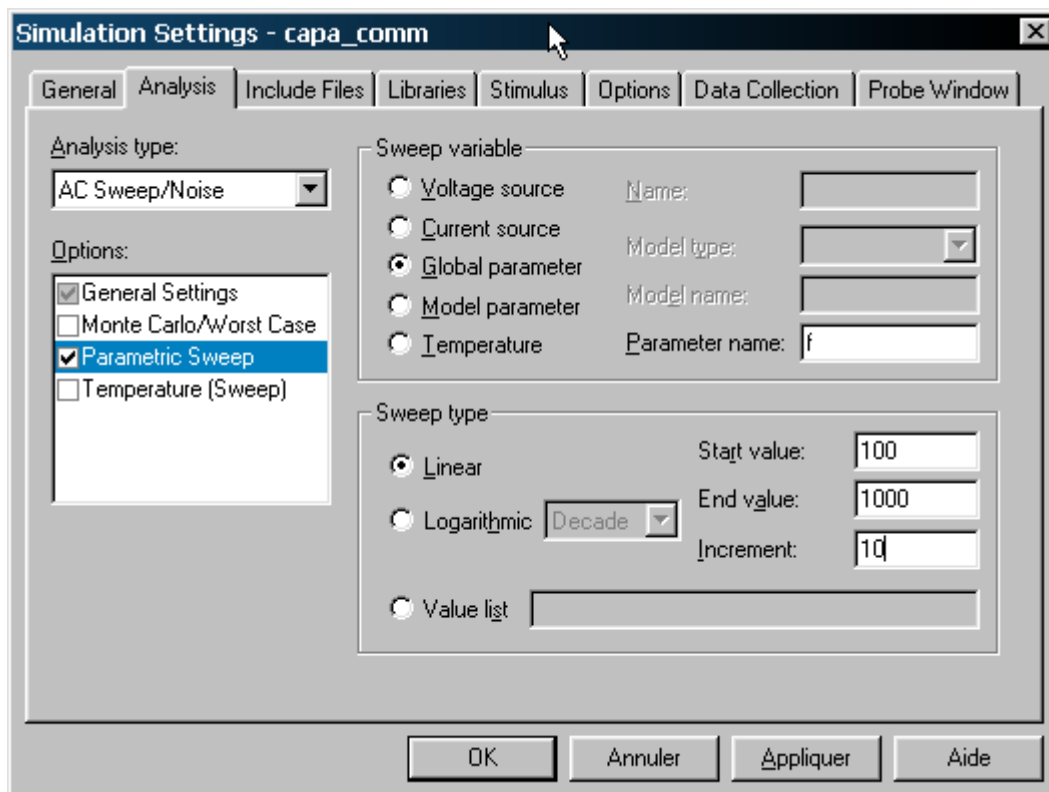 Simulation Settings - capa_comm
General Analysis Include Files Libraries Stimulus Options Data Collection Probe Window
Analysis type:
AC Sweep/Noise
Options:
General Settings
Monte Carlo/Worst Case
Parametric Sweep
Temperature (Sweep)
Sweep variable
Voltage source
Current source
Global parameter
Model parameter
Temperature
Name:
Model type:
Model name:
Parameter name: f
Sweep type
Linear
Logarithmic Decade
Value list
Start value: 100
End value: 1000
Increment: 10
OK Annuler Appliquer Aide